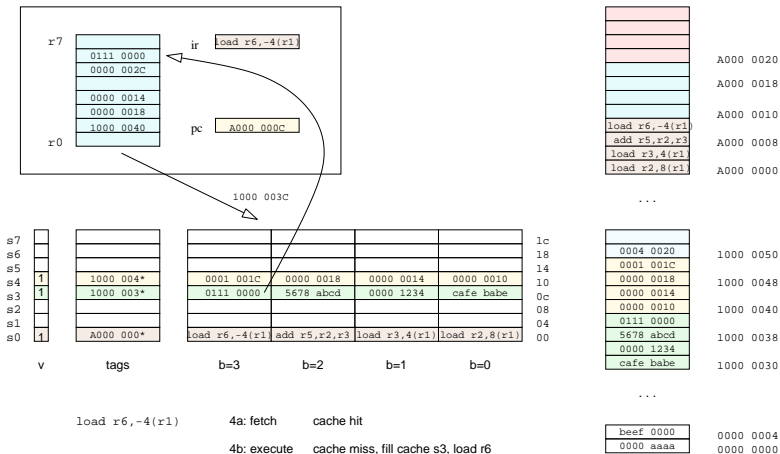 r7
0111 0000
0000 002C
0000 0014
0000 0018
1000 0040
r0
ir
load r6,-4(r1)
pc
A000 000C
1000 003C
load r6,-4(r1)
add r5,r2,r3
load r3,4(r1)
load r2,8(r1)
A000 0020
A000 0018
A000 0010
A000 0008
A000 0000
...
s7
s6
s5
s4 1 1000 004* 0001 001C 0000 0018 0000 0014 0000 0010
s3 1 1000 003* 0111 0000 5678 abcd 0000 1234 cafe babe
s2
s1
s0 1 A000 000* load r6,-4(r1) add r5,r2,r3 load r3,4(r1) load r2,8(r1)
1c
18
14
10
0c
08
04
00
v tags b=3 b=2 b=1 b=0
0004 0020
0001 001C
0000 0018
0000 0014
0000 0010
0111 0000
5678 abcd
0000 1234
cafe babe
1000 0050
1000 0048
1000 0040
1000 0038
1000 0030
...
beef 0000
0000 aaaa
0000 0004
0000 0000
load r6,-4(r1) 4a: fetch cache hit
4b: execute cache miss, fill cache s3, load r6